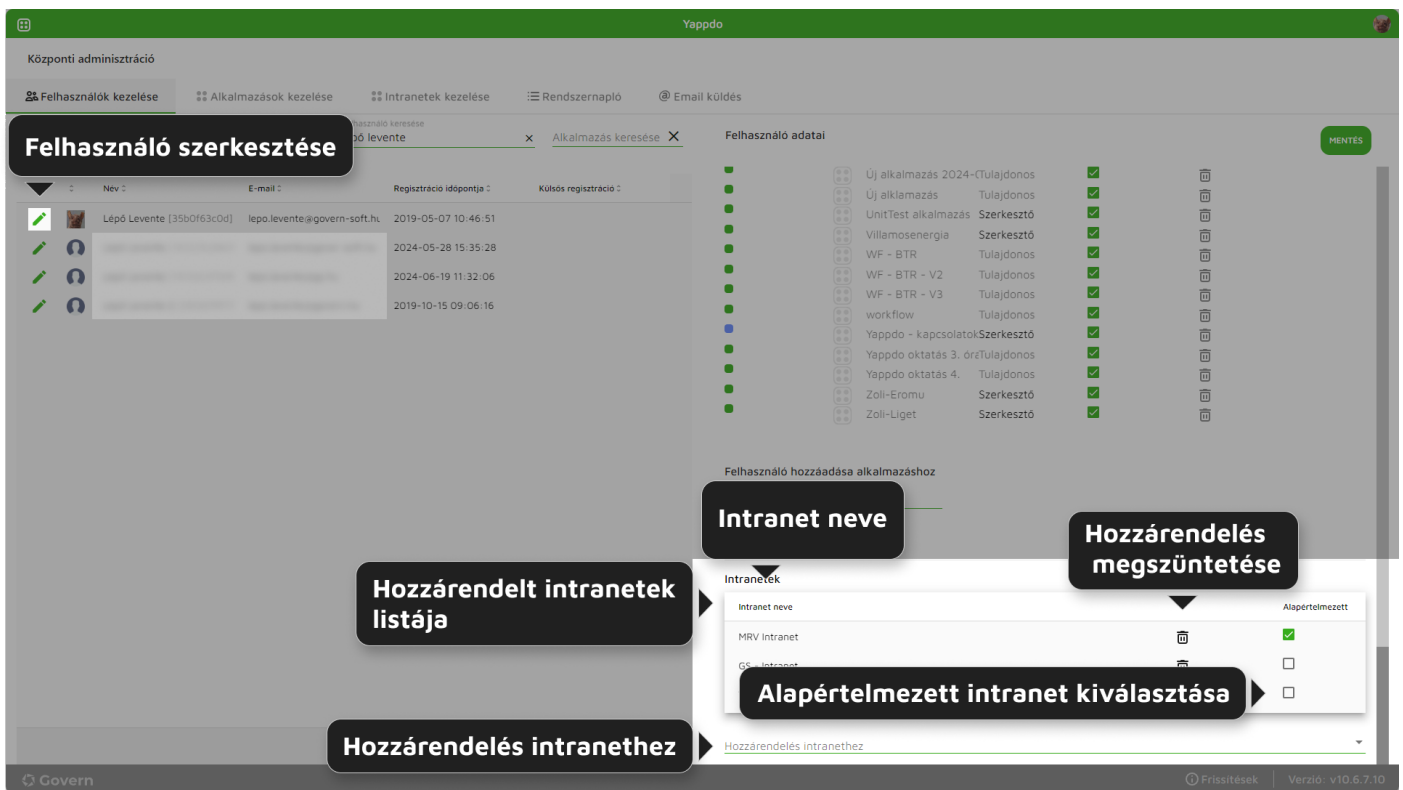 Yappdo
Központi adminisztráció
Felhasználók kezelése
Alkalmazások kezelése
Intranetek kezelése
Rendszernapló
@ Email küldés
Felhasználó szerkesztése
keresése
levente ×
Alkalmazás keresése ×
Felhasználó adatai
MENTÉS
Név
E-mail
Regisztráció időpontja
Külsős regisztráció
Lépő Levente [35b0f63c0d] lepo.levente@govern-soft.hu 2019-05-07 10:46:51
2024-05-28 15:35:28
2024-06-19 11:32:06
2019-10-15 09:06:16
Új alkalmazás 2024-( Tulajdonos
Új alklamazás Tulajdonos
UnitTest alkalmazás Szerkesztő
Villamosenergia Szerkesztő
WF - BTR Tulajdonos
WF - BTR - V2 Tulajdonos
WF - BTR - V3 Tulajdonos
workflow Tulajdonos
Yappdo - kapcsolatok Szerkesztő
Yappdo oktatás 3. óra Tulajdonos
Yappdo oktatás 4. Tulajdonos
Zoli-Eromu Szerkesztő
Zoli-Liget Szerkesztő
Felhasználó hozzáadása alkalmazáshoz
Intranet neve
Hozzárendelés
megszüntetése
Hozzárendelt intranetek
listája
Intranetek
Intranet neve
Alapértelmezett
MRV Intranet
GS - Intranet
Alapértelmezett intranet kiválasztása
Hozzárendelés intranethez
Hozzárendelés intranethez
Govern
Frissítések
Verzió: v10.6.7.10